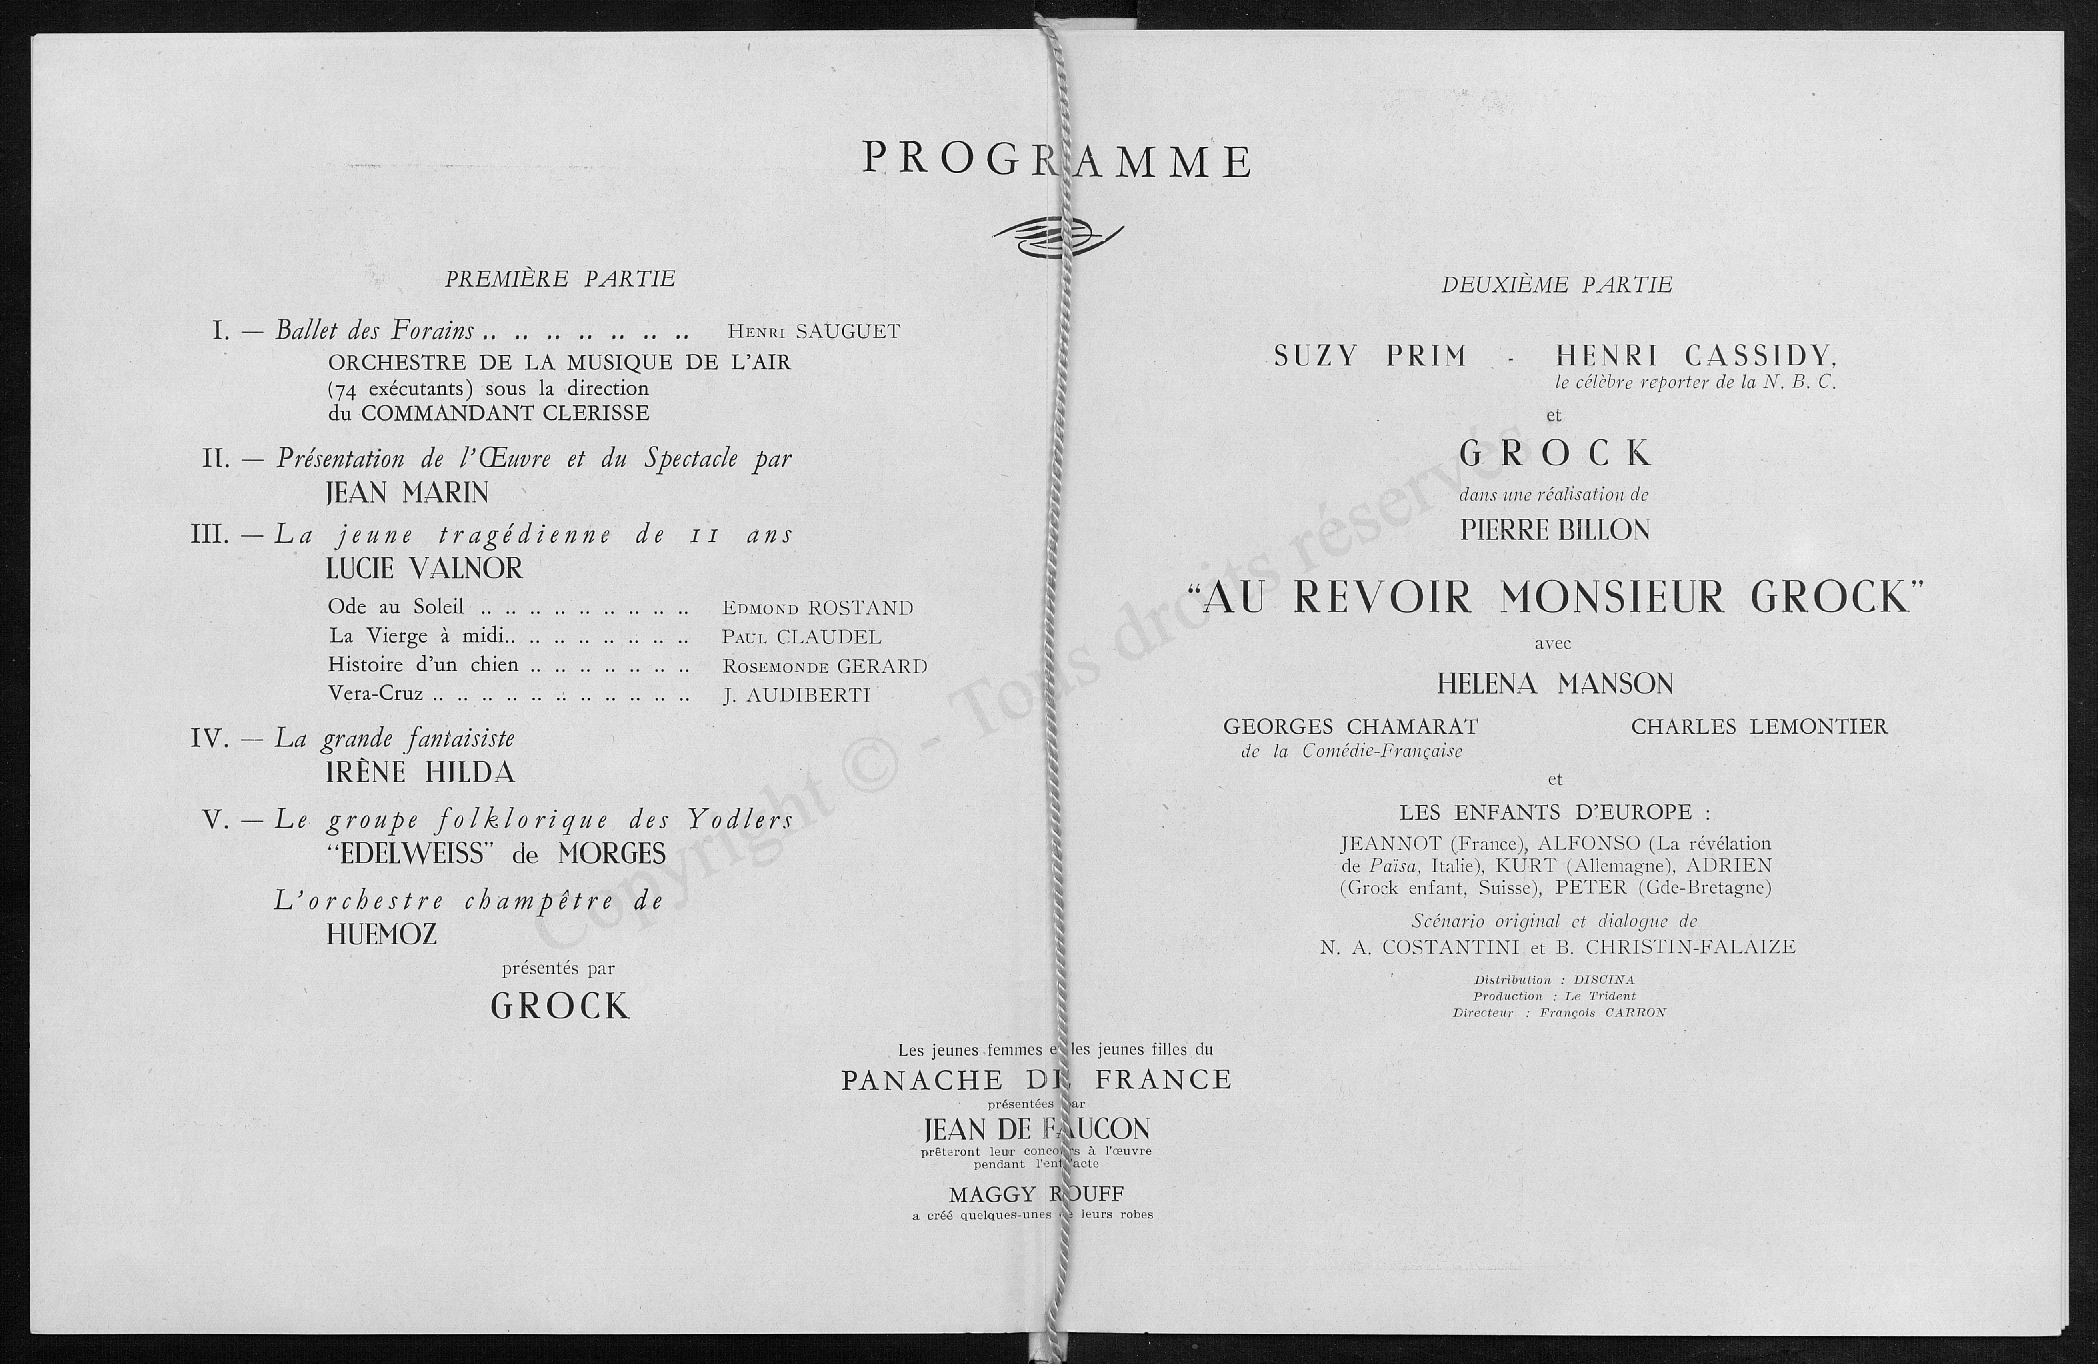 PROGRAMME
PREMIÈRE PARTIE
I. — Ballet des Forains .. .. .. .. .. .. .. Henri SAUGUET
ORCHESTRE DE LA MUSIQUE DE L'AIR
(74 exécutants) sous la direction
du COMMANDANT CLERISSE
II. — Présentation de l'Œuvre et du Spectacle par
JEAN MARIN
III. — La jeune tragédienne de 11 ans
LUCIE VALNOR
Ode au Soleil .. .. .. .. .. .. .. .. .. Edmond ROSTAND
La Vierge à midi.. .. .. .. .. .. .. .. Paul CLAUDEL
Histoire d'un chien .. .. .. .. .. .. .. Rosemonde GERARD
Vera-Cruz .. .. .. .. .. .. .. .. .. .. .. J. AUDIBERTI
IV. — La grande fantaisiste
IRÈNE HILDA
V. — Le groupe folklorique des Yodlers
“EDELWEISS” de MORGES
L'orchestre champêtre de
HUEMOZ
présentés par
GROCK
DEUXIÈME PARTIE
SUZY PRIM - HENRI CASSIDY,
le célèbre reporter de la N. B. C.
et
GROCK
dans une réalisation de
PIERRE BILLON
“AU REVOIR MONSIEUR GROCK”
avec
HELENA MANSON
GEORGES CHAMARAT CHARLES LEMONTIER
de la Comédie-Française
et
LES ENFANTS D'EUROPE :
JEANNOT (France), ALFONSO (La révélation
de Païsa, Italie), KURT (Allemagne), ADRIEN
(Grock enfant, Suisse), PETER (Gde-Bretagne)
Scénario original et dialogue de
N. A. COSTANTINI et B. CHRISTIN-FALAIZE
Distribution : DISCINA
Production : Le Trident
Directeur : François CARRON
Les jeunes femmes et les jeunes filles du
PANACHE DE FRANCE
présentées par
JEAN DE FAUCON
prêteront leur concours à l'œuvre
pendant l'entr'acte
MAGGY ROUFF
a créé quelques-unes de leurs robes
Copyright © - Tous droits réservés